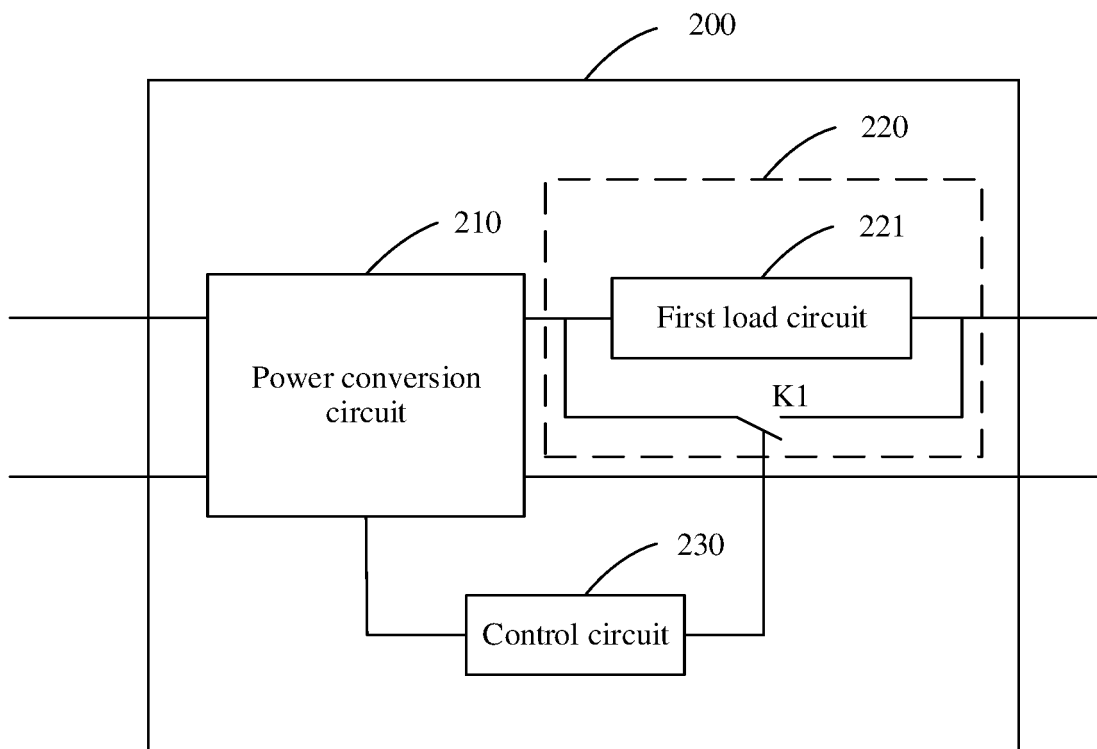 200
220
210
221
First load circuit
Power conversion
circuit
K1
230
Control circuit